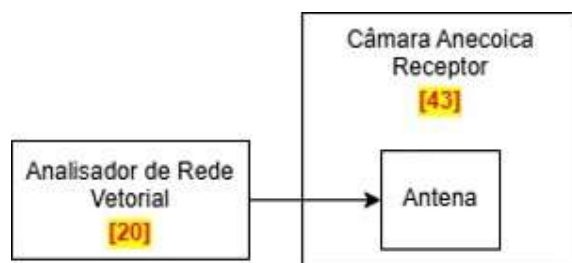 Câmara Anecoica
Receptor
[43]
Analisador de Rede
Vetorial
[20]
Antena